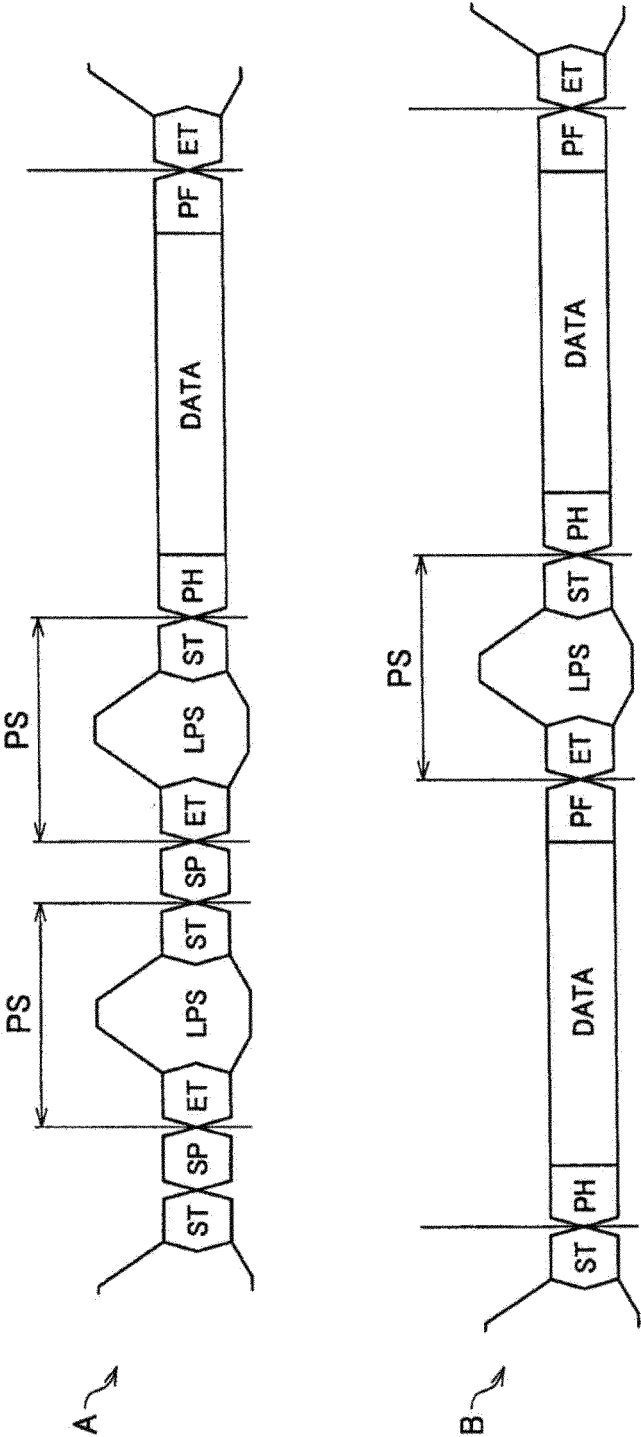 A
PS PS
ST SP ET LPS ST SP ET LPS ST PH DATA PF ET
B
PS
ST PH DATA PF ET LPS ST PH DATA PF ET